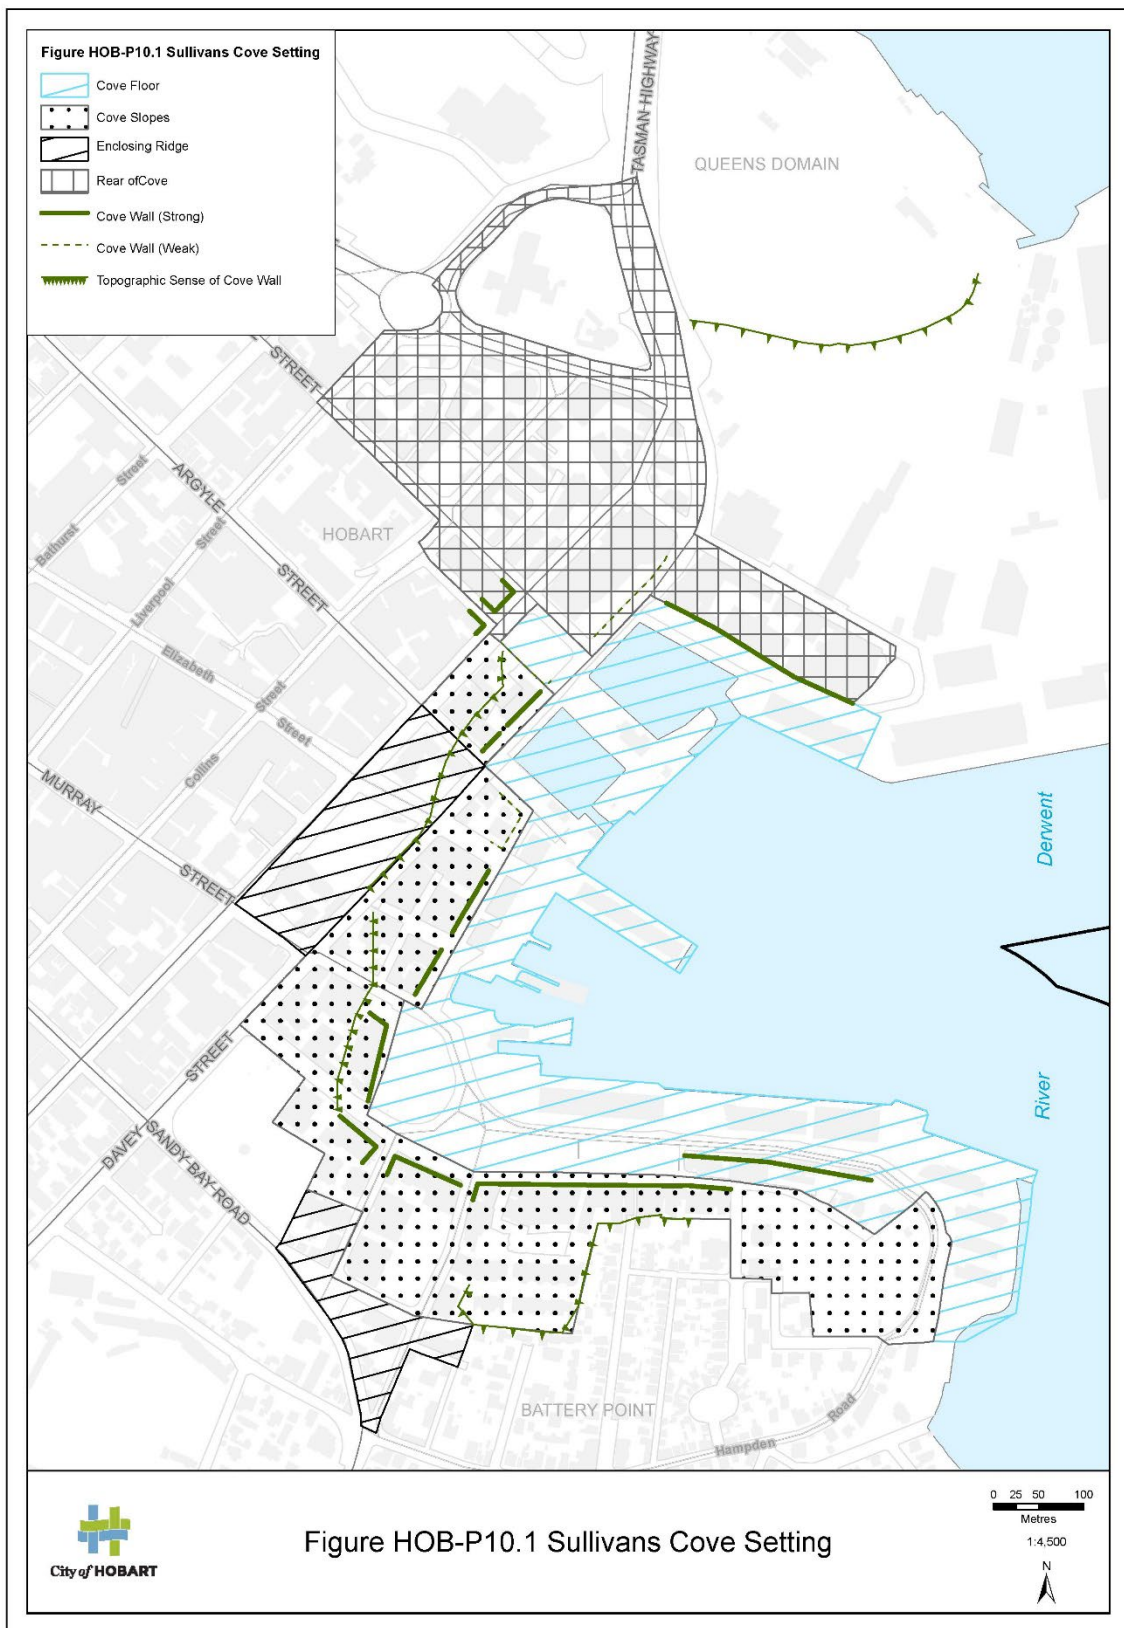 Figure HOB-P10.1 Sullivans Cove Setting
Cove Floor
Cove Slopes
Enclosing Ridge
Rear ofCove
Cove Wall (Strong)
Cove Wall (Weak)
Topographic Sense of Cove Wall
TASMAN HIGHWAY
QUEENS DOMAIN
STREET
ARGYLE
STREET
HOBART
Bathurst
Street
Liverpool
Street
Elizabeth
Street
Collins
Street
MURRAY
STREET
Derwent
River
DAVEY
STREET
SANDY BAY ROAD
BATTERY POINT
Hampden
Road
City of HOBART
Figure HOB-P10.1 Sullivans Cove Setting
0 25 50 100
Metres
1:4,500
N